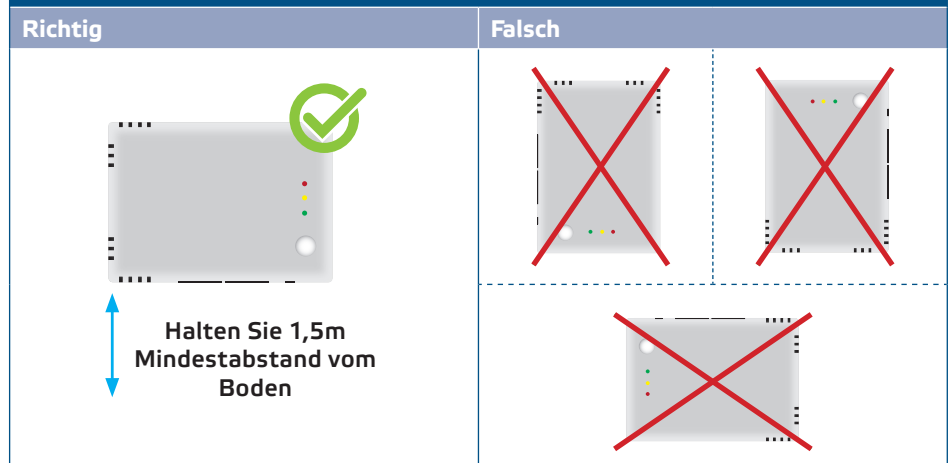 Richtig
Falsch
Halten Sie 1,5m
Mindestabstand vom
Boden